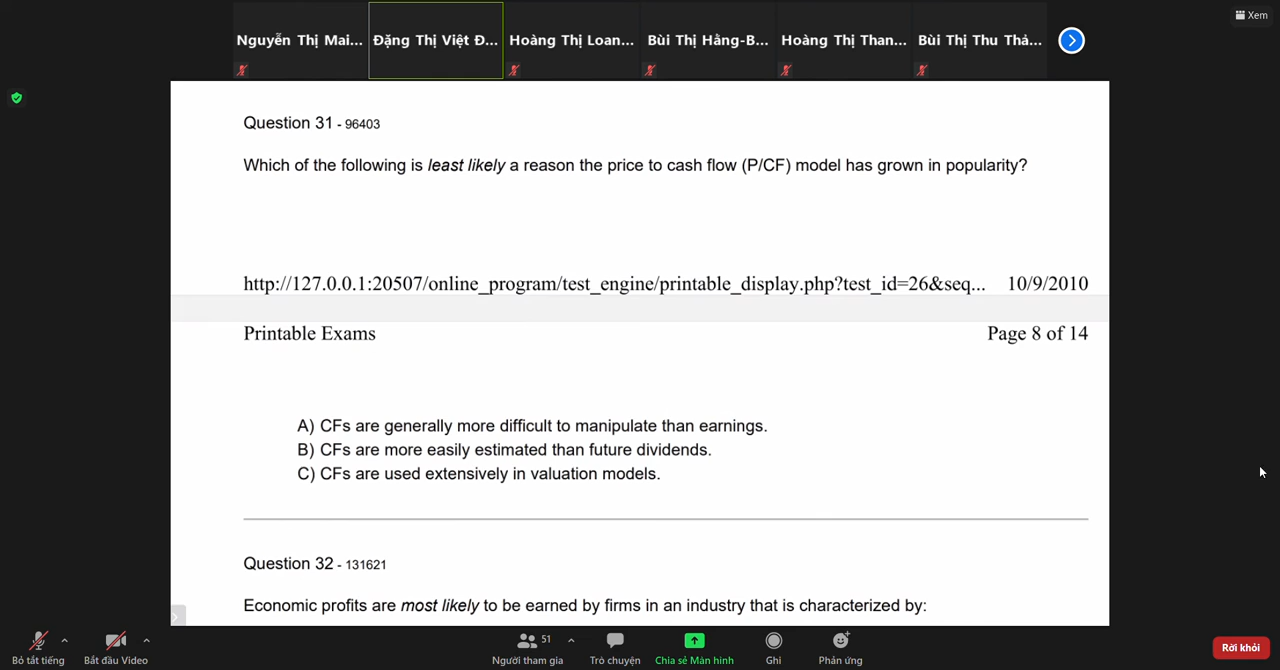 Xem
Nguyễn Thị Mai...
Đặng Thị Việt Đ...
Hoàng Thị Loan...
Bùi Thị Hằng-B...
Hoàng Thị Than...
Bùi Thị Thu Thả...
Question 31 - 96403
Which of the following is least likely a reason the price to cash flow (P/CF) model has grown in popularity?
http://127.0.0.1:20507/online_program/test_engine/printable_display.php?test_id=26&seq... 10/9/2010
Printable Exams Page 8 of 14
A) CFs are generally more difficult to manipulate than earnings.
B) CFs are more easily estimated than future dividends.
C) CFs are used extensively in valuation models.
Question 32 - 131621
Economic profits are most likely to be earned by firms in an industry that is characterized by:
51
Bỏ tắt tiếng
Bắt đầu Video
Người tham gia
Trò chuyện
Chia sẻ Màn hình
Ghi
Phản ứng
Rời khỏi